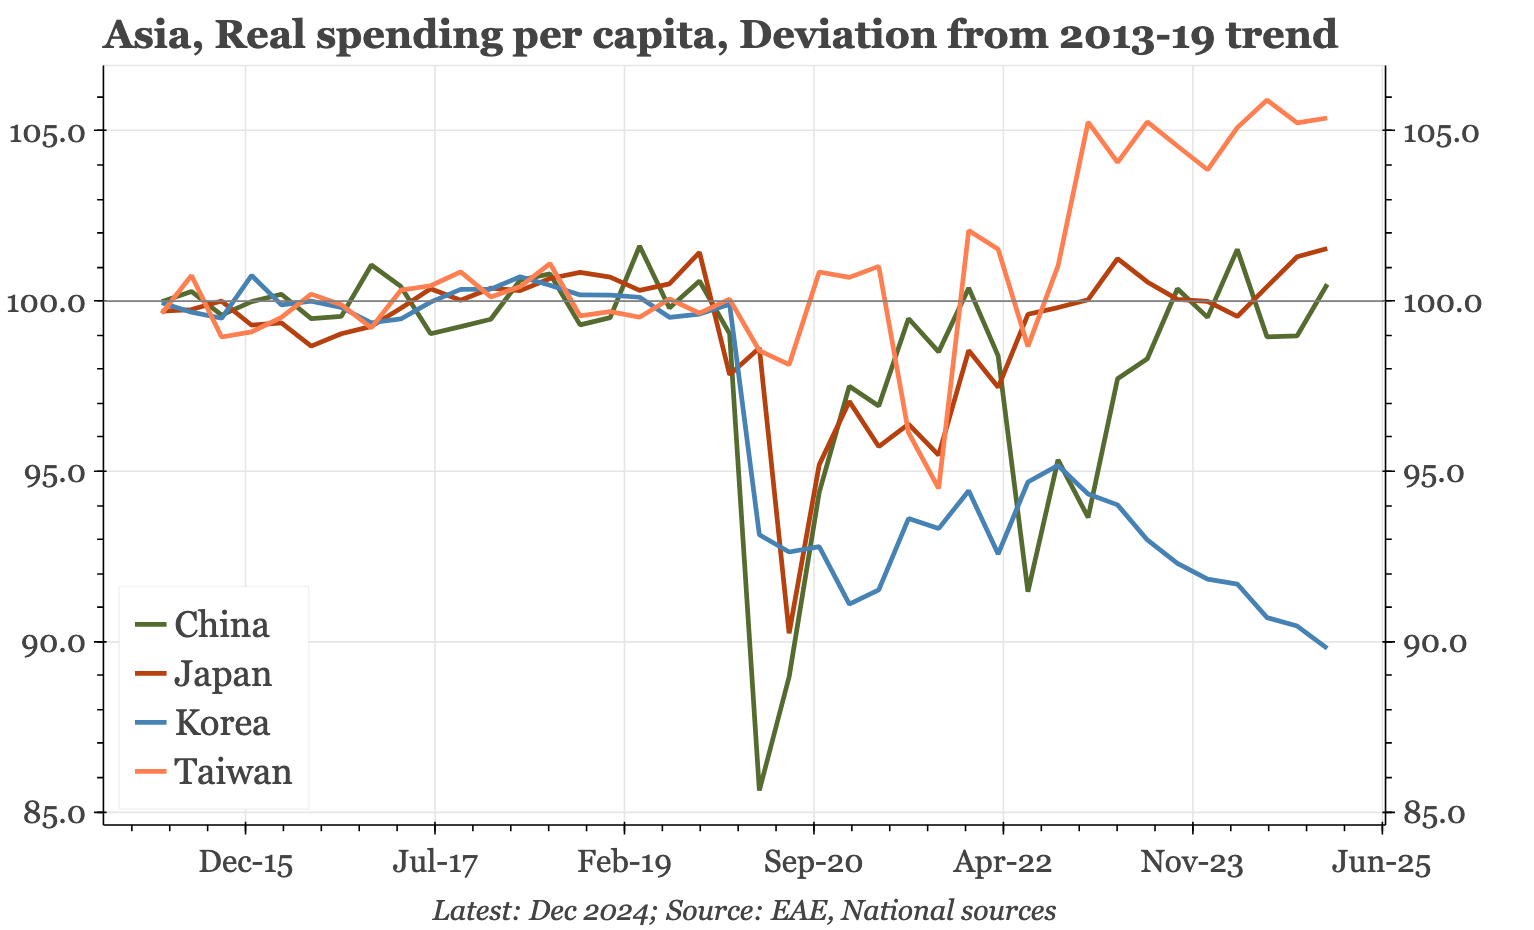 Asia, Real spending per capita, Deviation from 2013-19 trend
105.0 105.0
100.0 100.0
95.0 95.0
90.0 90.0
85.0 85.0
China
Japan
Korea
Taiwan
Dec-15 Jul-17 Feb-19 Sep-20 Apr-22 Nov-23 Jun-25
Latest: Dec 2024; Source: EAE, National sources